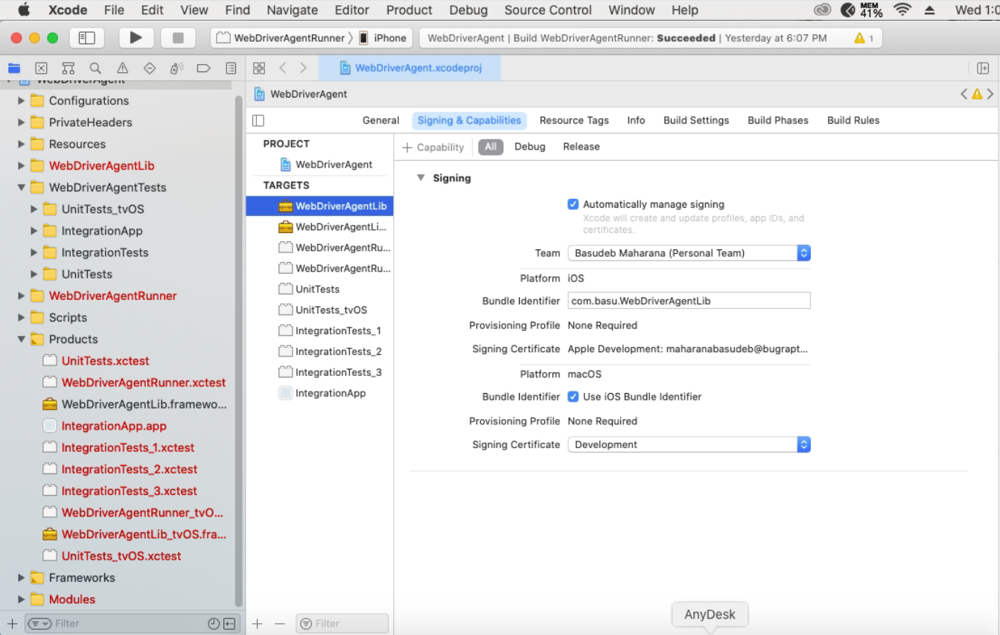 Xcode File Edit View Find Navigate Editor Product Debug Source Control Window Help MEM 41% Wed 1:0
WebDriverAgentRunner iPhone WebDriverAgent | Build WebDriverAgentRunner: Succeeded | Yesterday at 6:07 PM 1
WebDriverAgent.xcodeproj
WebDriverAgent
Configurations
PrivateHeaders
Resources
WebDriverAgentLib
WebDriverAgentTests
UnitTests_tvOS
IntegrationApp
IntegrationTests
UnitTests
WebDriverAgentRunner
Scripts
Products
UnitTests.xctest
WebDriverAgentRunner.xctest
WebDriverAgentLib.framewo...
IntegrationApp.app
IntegrationTests_1.xctest
IntegrationTests_2.xctest
IntegrationTests_3.xctest
WebDriverAgentRunner_tvO...
WebDriverAgentLib_tvOS.fra...
UnitTests_tvOS.xctest
Frameworks
Modules
Filter
WebDriverAgent
General Signing & Capabilities Resource Tags Info Build Settings Build Phases Build Rules
PROJECT
WebDriverAgent
TARGETS
WebDriverAgentLib
WebDriverAgentLi...
WebDriverAgentRu...
WebDriverAgentRu...
UnitTests
UnitTests_tvOS
IntegrationTests_1
IntegrationTests_2
IntegrationTests_3
IntegrationApp
Filter
+ Capability All Debug Release
Signing
Automatically manage signing
Xcode will create and update profiles, app IDs, and
certificates.
Team Basudeb Maharana (Personal Team)
Platform iOS
Bundle Identifier com.basu.WebDriverAgentLib
Provisioning Profile None Required
Signing Certificate Apple Development: maharanabasudeb@bugrapt...
Platform macOS
Bundle Identifier Use iOS Bundle Identifier
Provisioning Profile None Required
Signing Certificate Development
AnyDesk